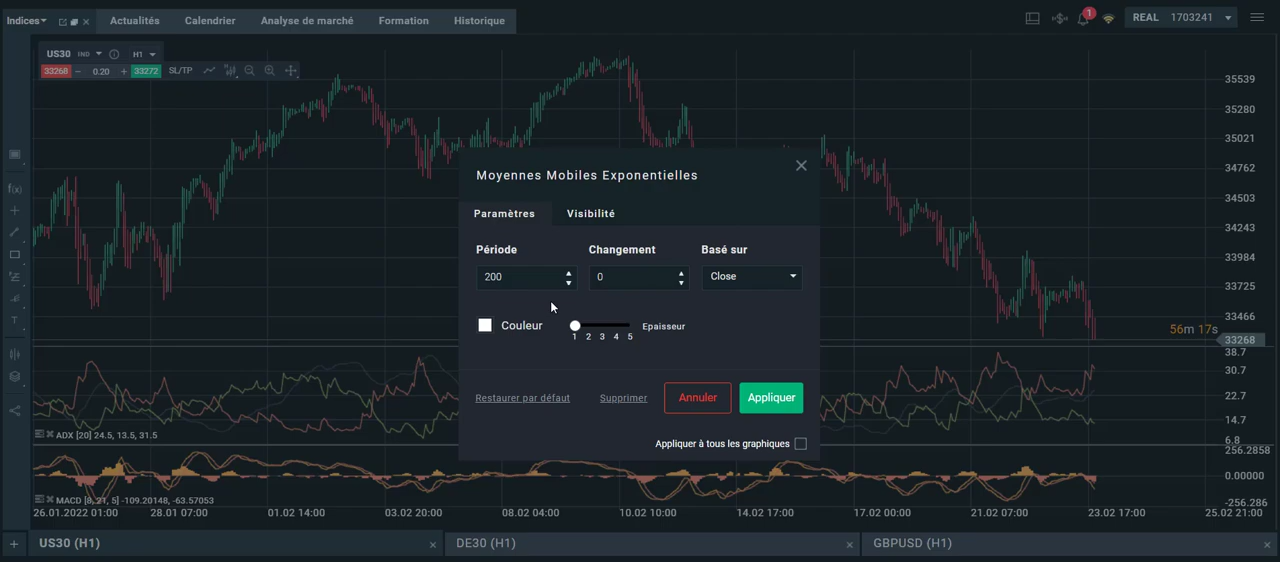 Indices Actualités Calendrier Analyse de marché Formation Historique 1 REAL 1703241
US30 IND H1
33268 − 0.20 + 33272 SL/TP
35539
35280
35021
34762
34503
34243
33984
33725
33466
56m 17s 33268
Moyennes Mobiles Exponentielles
Paramètres Visibilité
Période Changement Basé sur
200 0 Close
Couleur Epaisseur
1 2 3 4 5
Restaurer par défaut Supprimer Annuler Appliquer
Appliquer à tous les graphiques
f(x)
T
38.7
30.7
22.7
14.7
6.8
ADX [20] 24.5, 13.5, 31.5
256.2858
0.00000
-256.286
MACD [8, 21, 5] -109.20148, -63.57053
26.01.2022 01:00 28.01 07:00 01.02 14:00 03.02 20:00 08.02 04:00 10.02 10:00 14.02 17:00 17.02 00:00 21.02 07:00 23.02 17:00 25.02 21:00
+ US30 (H1) × DE30 (H1) × GBPUSD (H1) ×